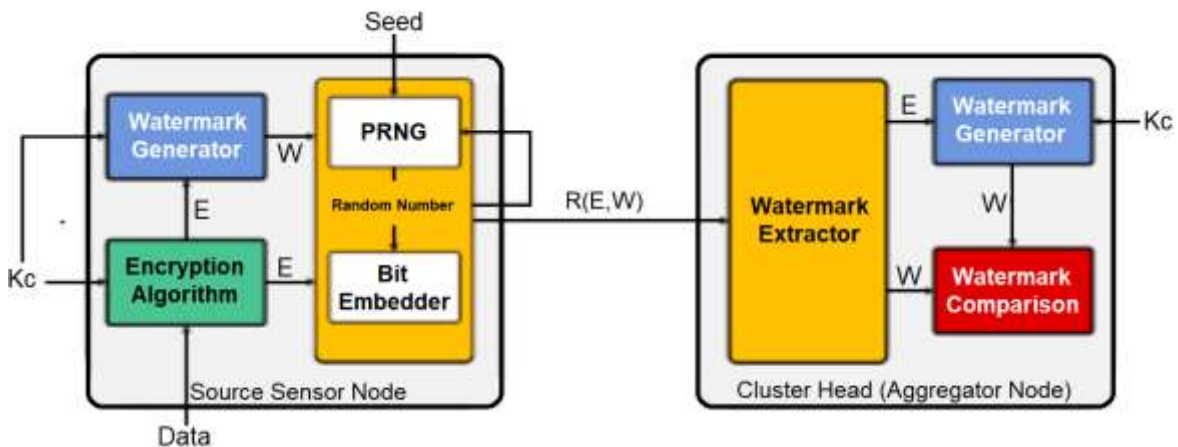 Seed
Watermark
Generator
W
PRNG
Random Number
E
Kc
Encryption
Algorithm
E
Bit
Embedder
Source Sensor Node
Data
R(E,W)
Watermark
Extractor
E
Watermark
Generator
Kc
W
W
Watermark
Comparison
Cluster Head (Aggregator Node)